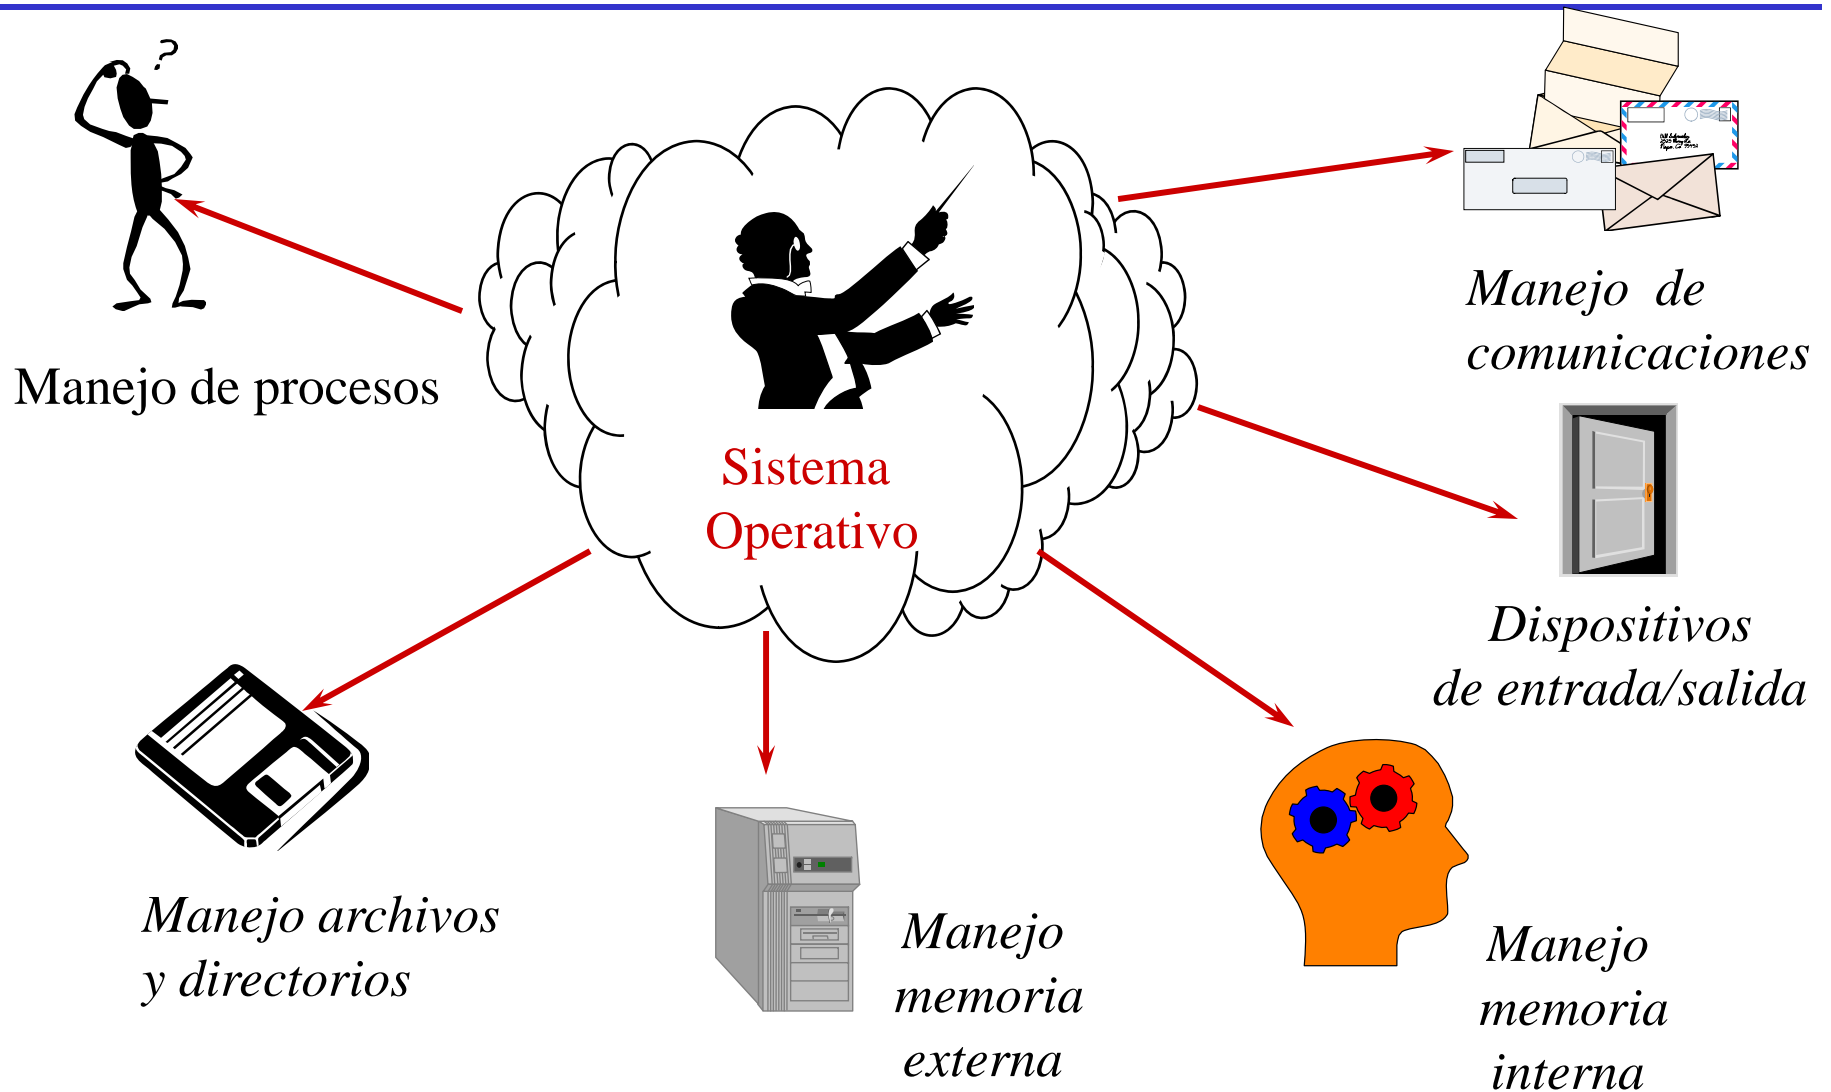 ?
Manejo de
comunicaciones
Manejo de procesos
Sistema
Operativo
Dispositivos
de entrada/salida
Manejo archivos
y directorios
Manejo
memoria
externa
Manejo
memoria
interna